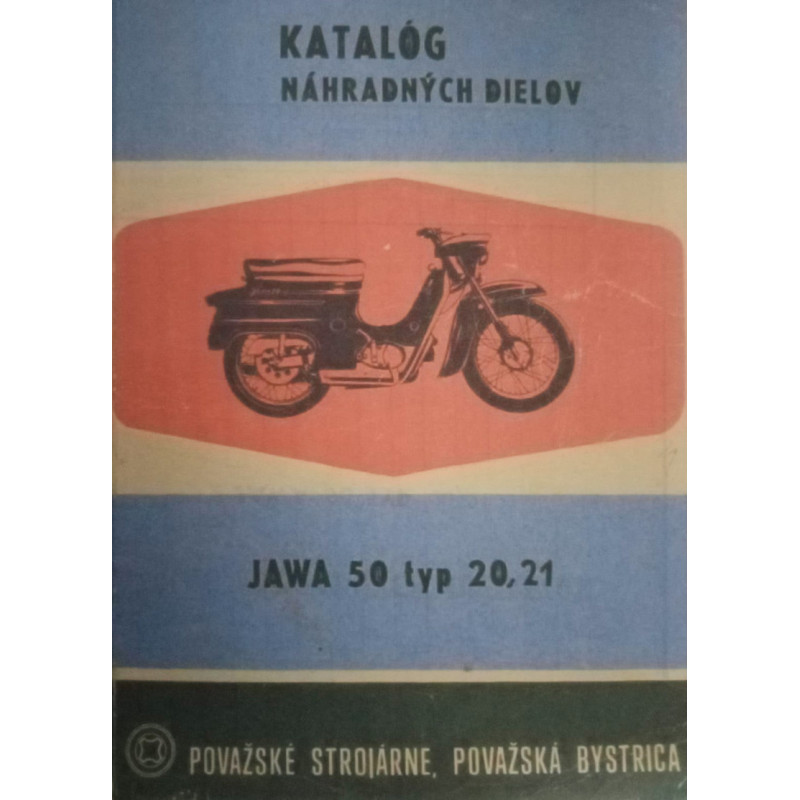 KATALÓG
NÁHRADNÝCH DIELOV
JAWA 50 typ 20,21
POVAŽSKÉ STROJÁRNE, POVAŽSKÁ BYSTRICA